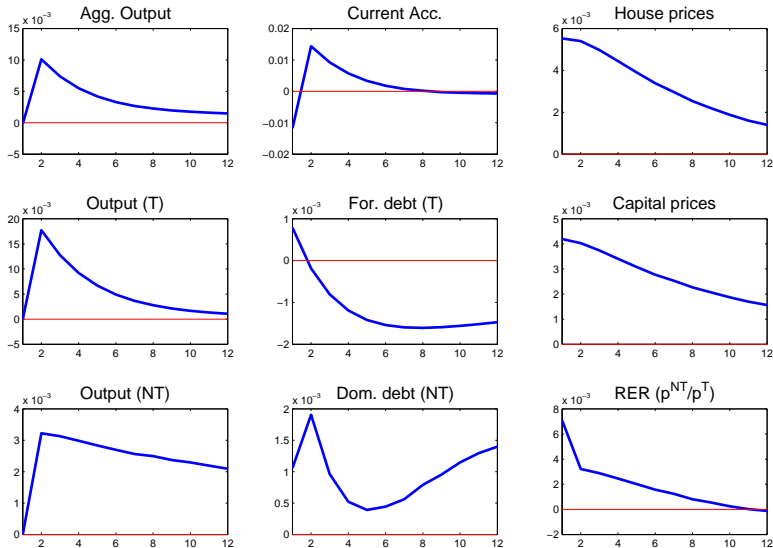 Agg. Output
x 10⁻³
15
10
5
0
−5
2 4 6 8 10 12
Current Acc.
0.02
0.01
0
−0.01
−0.02
2 4 6 8 10 12
House prices
x 10⁻³
6
4
2
0
2 4 6 8 10 12
Output (T)
x 10⁻³
20
15
10
5
0
−5
2 4 6 8 10 12
For. debt (T)
x 10⁻³
1
0
−1
−2
2 4 6 8 10 12
Capital prices
x 10⁻³
5
4
3
2
1
0
2 4 6 8 10 12
Output (NT)
x 10⁻³
4
3
2
1
0
2 4 6 8 10 12
Dom. debt (NT)
x 10⁻³
2
1.5
1
0.5
0
2 4 6 8 10 12
RER (p^NT/p^T)
x 10⁻³
8
6
4
2
0
−2
2 4 6 8 10 12